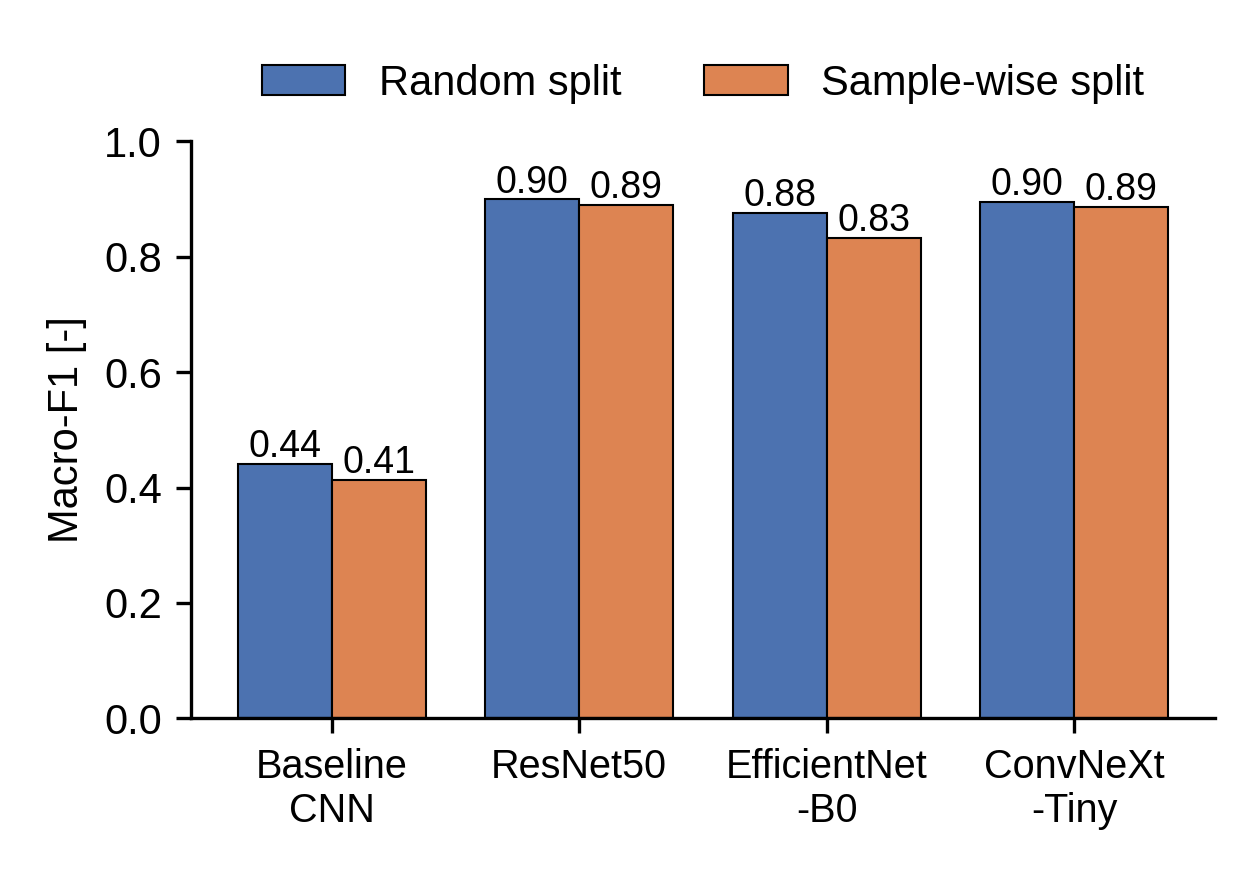 Random split Sample-wise split
1.0
0.8
0.6
0.4
0.2
0.0
Macro-F1 [-]
0.44 0.41
0.90 0.89
0.88 0.83
0.90 0.89
Baseline
CNN
ResNet50
EfficientNet
-B0
ConvNeXt
-Tiny